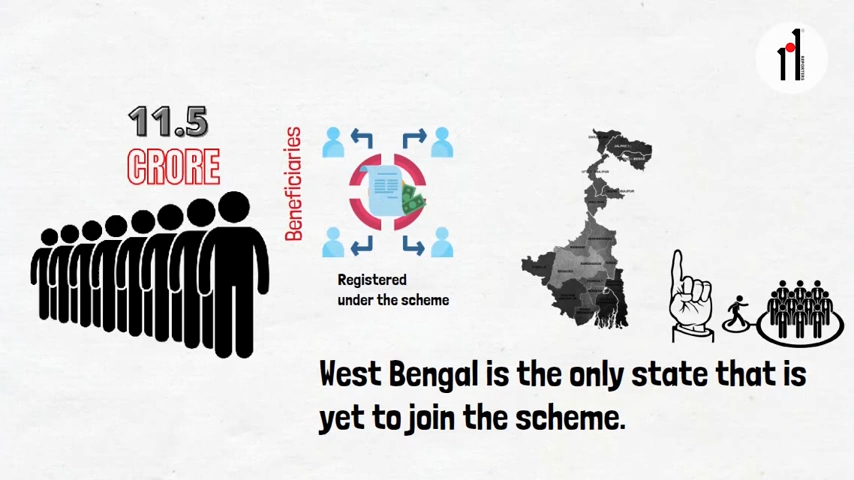 11.5
CRORE
Beneficiaries
Registered
under the scheme
West Bengal is the only state that is
yet to join the scheme.